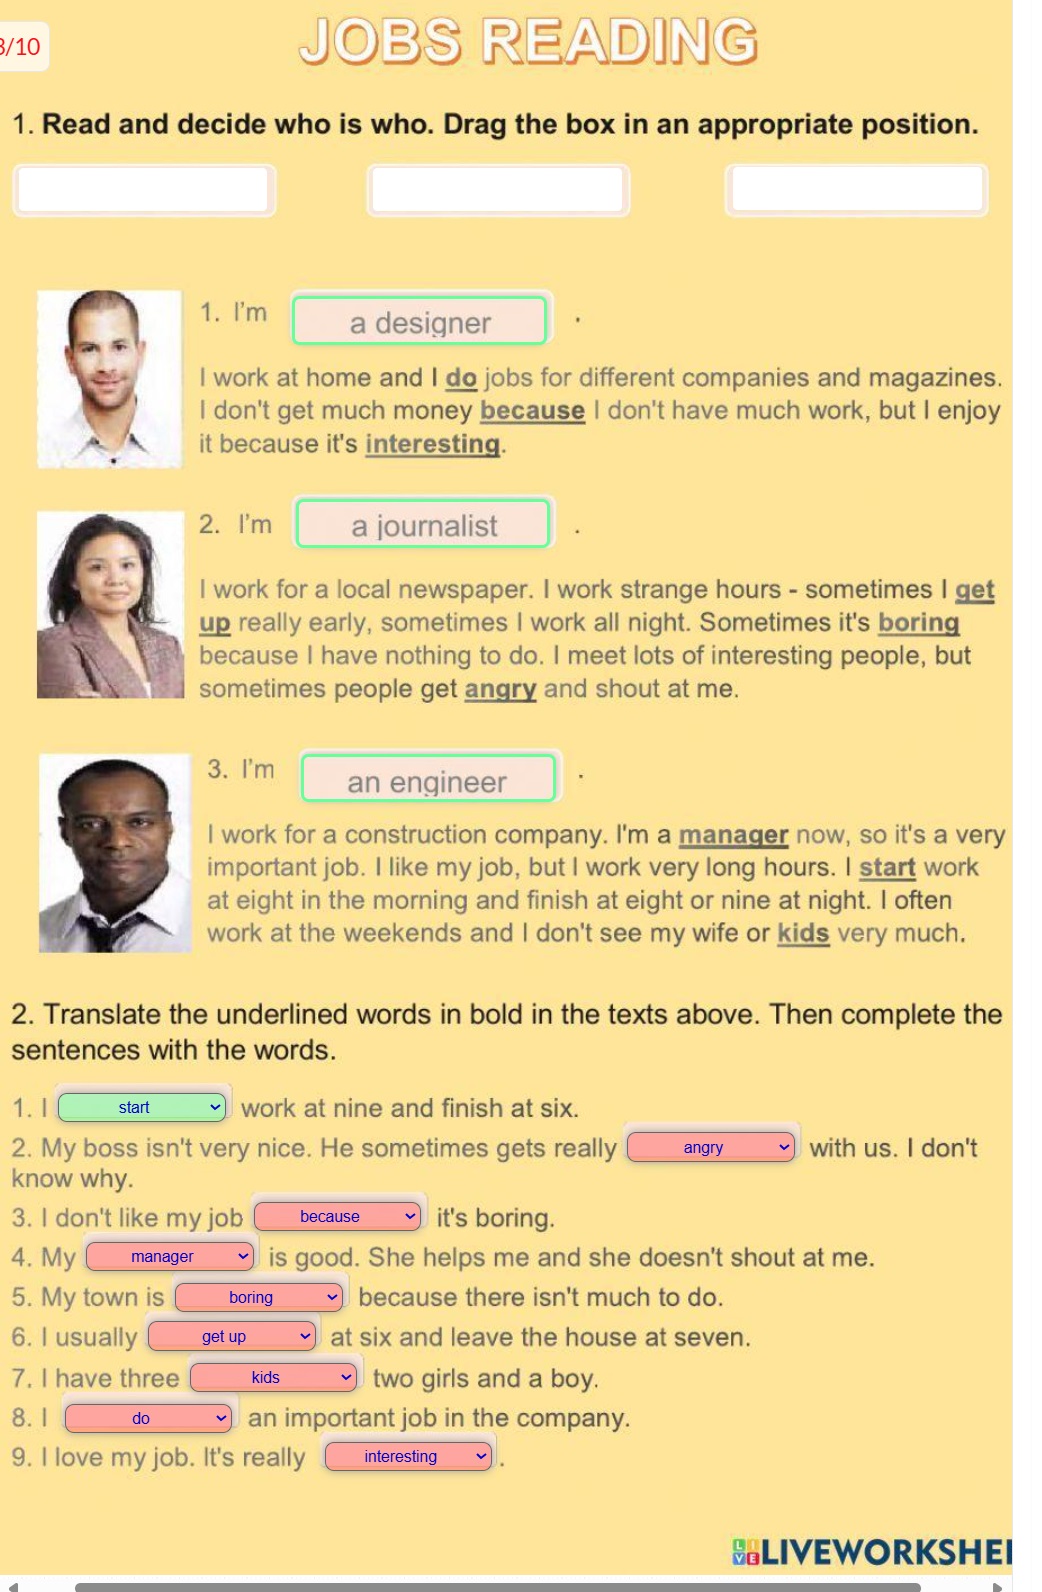 3/10
JOBS READING
1. Read and decide who is who. Drag the box in an appropriate position.
1. I'm a designer .
I work at home and I do jobs for different companies and magazines.
I don't get much money because I don't have much work, but I enjoy
it because it's interesting.
2. I'm a journalist .
I work for a local newspaper. I work strange hours - sometimes I get
up really early, sometimes I work all night. Sometimes it's boring
because I have nothing to do. I meet lots of interesting people, but
sometimes people get angry and shout at me.
3. I'm an engineer .
I work for a construction company. I'm a manager now, so it's a very
important job. I like my job, but I work very long hours. I start work
at eight in the morning and finish at eight or nine at night. I often
work at the weekends and I don't see my wife or kids very much.
2. Translate the underlined words in bold in the texts above. Then complete the
sentences with the words.
1. I start work at nine and finish at six.
2. My boss isn't very nice. He sometimes gets really angry with us. I don't
know why.
3. I don't like my job because it's boring.
4. My manager is good. She helps me and she doesn't shout at me.
5. My town is boring because there isn't much to do.
6. I usually get up at six and leave the house at seven.
7. I have three kids two girls and a boy.
8. I do an important job in the company.
9. I love my job. It's really interesting .
LIVE LIVEWORKSHE